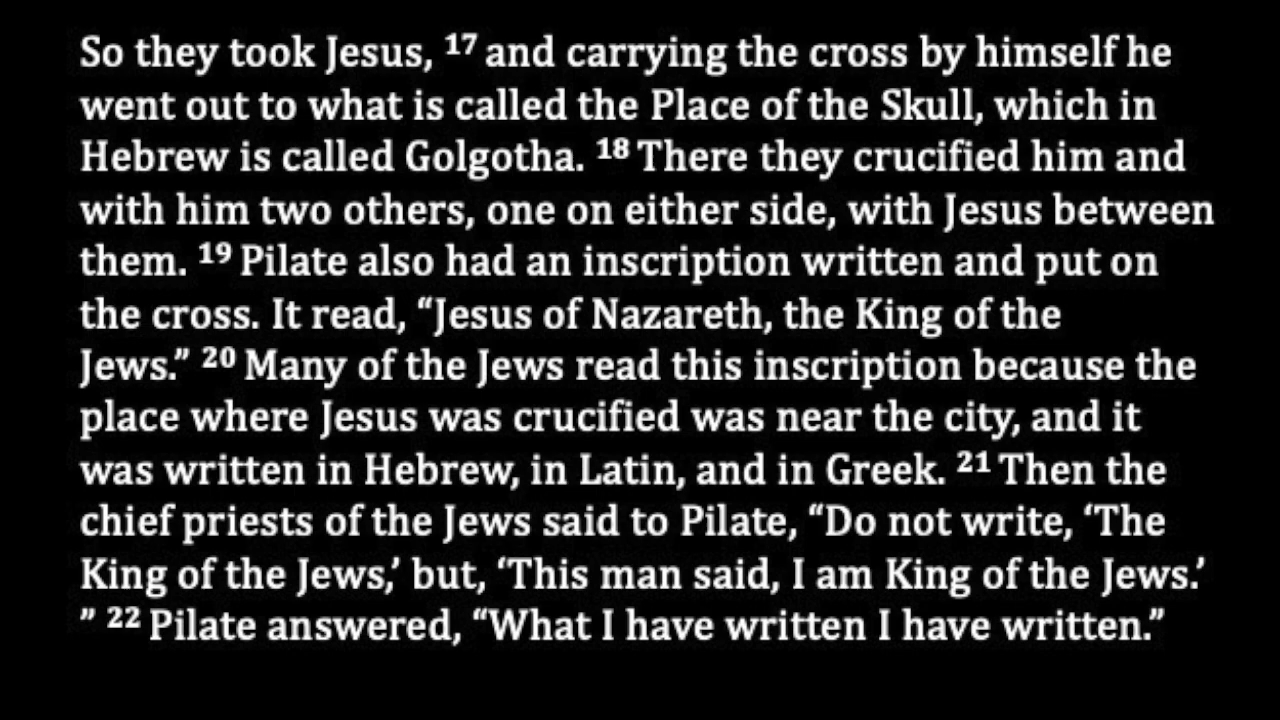 So they took Jesus, 17 and carrying the cross by himself he
went out to what is called the Place of the Skull, which in
Hebrew is called Golgotha. 18 There they crucified him and
with him two others, one on either side, with Jesus between
them. 19 Pilate also had an inscription written and put on
the cross. It read, “Jesus of Nazareth, the King of the
Jews.” 20 Many of the Jews read this inscription because the
place where Jesus was crucified was near the city, and it
was written in Hebrew, in Latin, and in Greek. 21 Then the
chief priests of the Jews said to Pilate, “Do not write, ‘The
King of the Jews,’ but, ‘This man said, I am King of the Jews.’
” 22 Pilate answered, “What I have written I have written.”